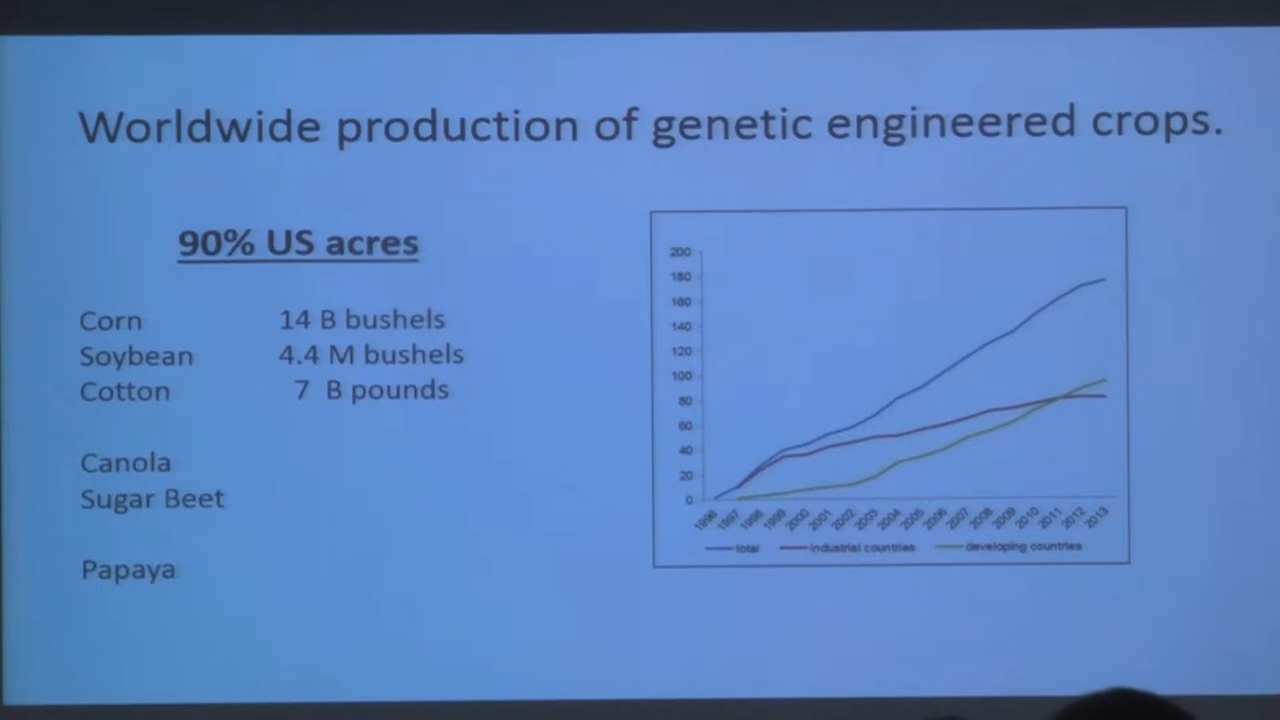 Worldwide production of genetic engineered crops.
90% US acres
Corn 14 B bushels
Soybean 4.4 M bushels
Cotton 7 B pounds
Canola
Sugar Beet
Papaya
200
180
160
140
120
100
80
60
40
20
0
1996 1997 1998 1999 2000 2001 2002 2003 2004 2005 2006 2007 2008 2009 2010 2011 2012 2013
total industrial countries developing countries